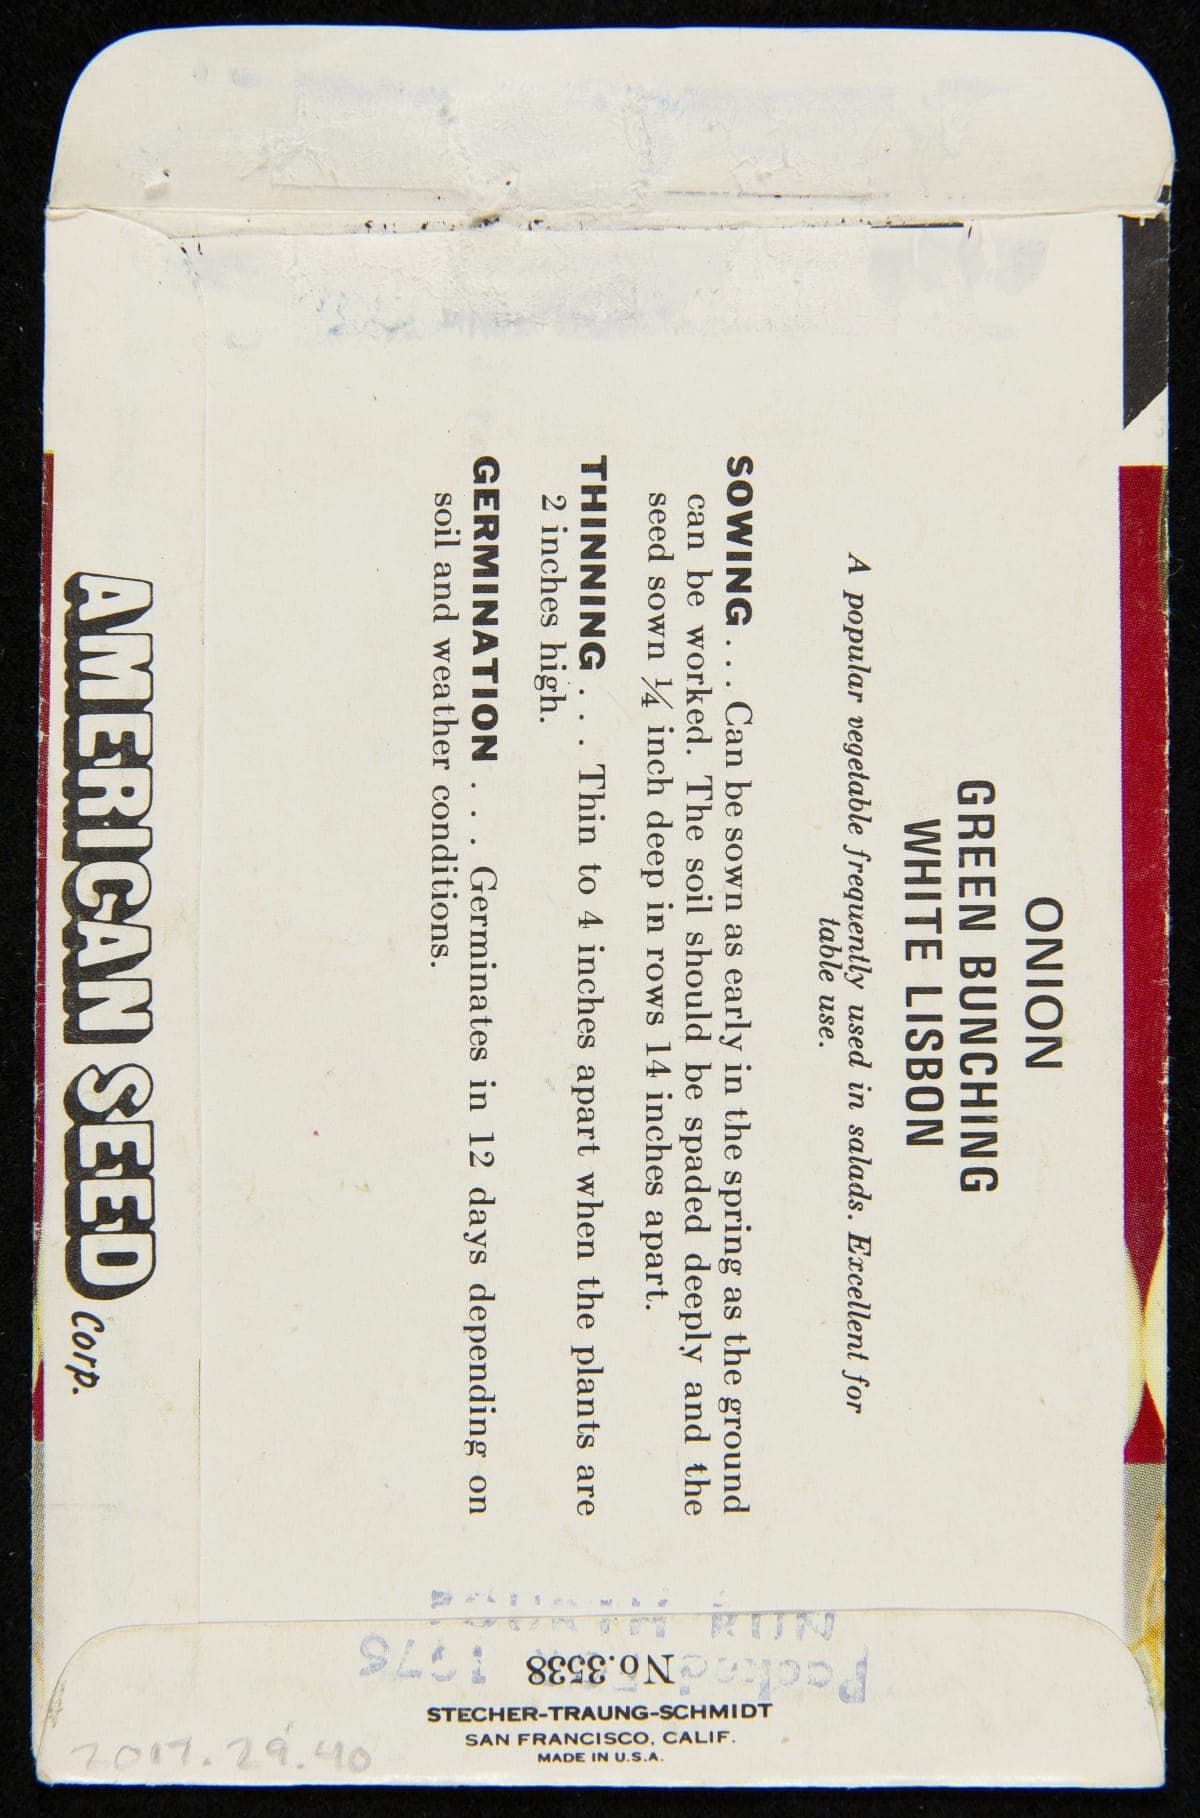 ONION
GREEN BUNCHING
WHITE LISBON
A popular vegetable frequently used in salads. Excellent for
table use.
SOWING . . . Can be sown as early in the spring as the ground
can be worked. The soil should be spaded deeply and the
seed sown ¼ inch deep in rows 14 inches apart.
THINNING . . . Thin to 4 inches apart when the plants are
2 inches high.
GERMINATION . . . Germinates in 12 days depending on
soil and weather conditions.
AMERICAN SEED Corp.
Packed
No. 3538
STECHER-TRAUNG-SCHMIDT
SAN FRANCISCO, CALIF.
MADE IN U.S.A.
2017.29.40